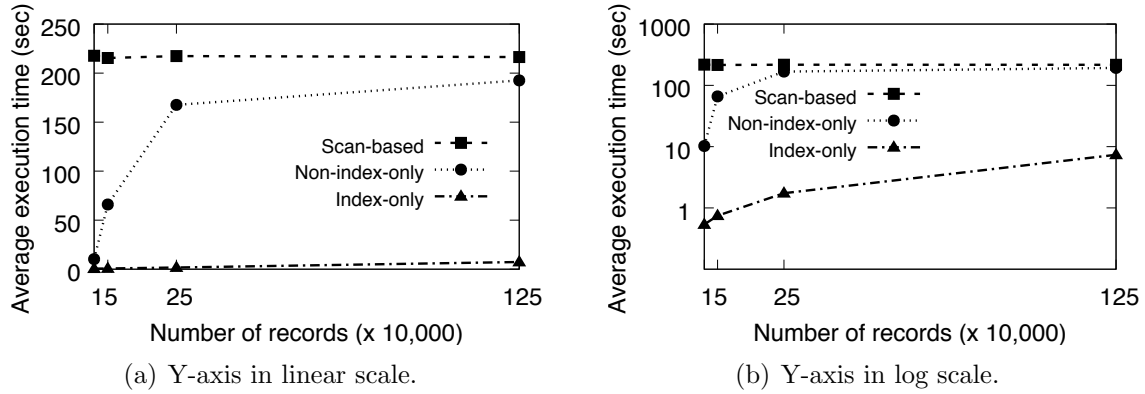 Average execution time (sec)
250
200
150
100
50
0
Scan-based
Non-index-only
Index-only
15 25 125
Number of records (x 10,000)
(a) Y-axis in linear scale.
Average execution time (sec)
1000
100
10
1
Scan-based
Non-index-only
Index-only
15 25 125
Number of records (x 10,000)
(b) Y-axis in log scale.